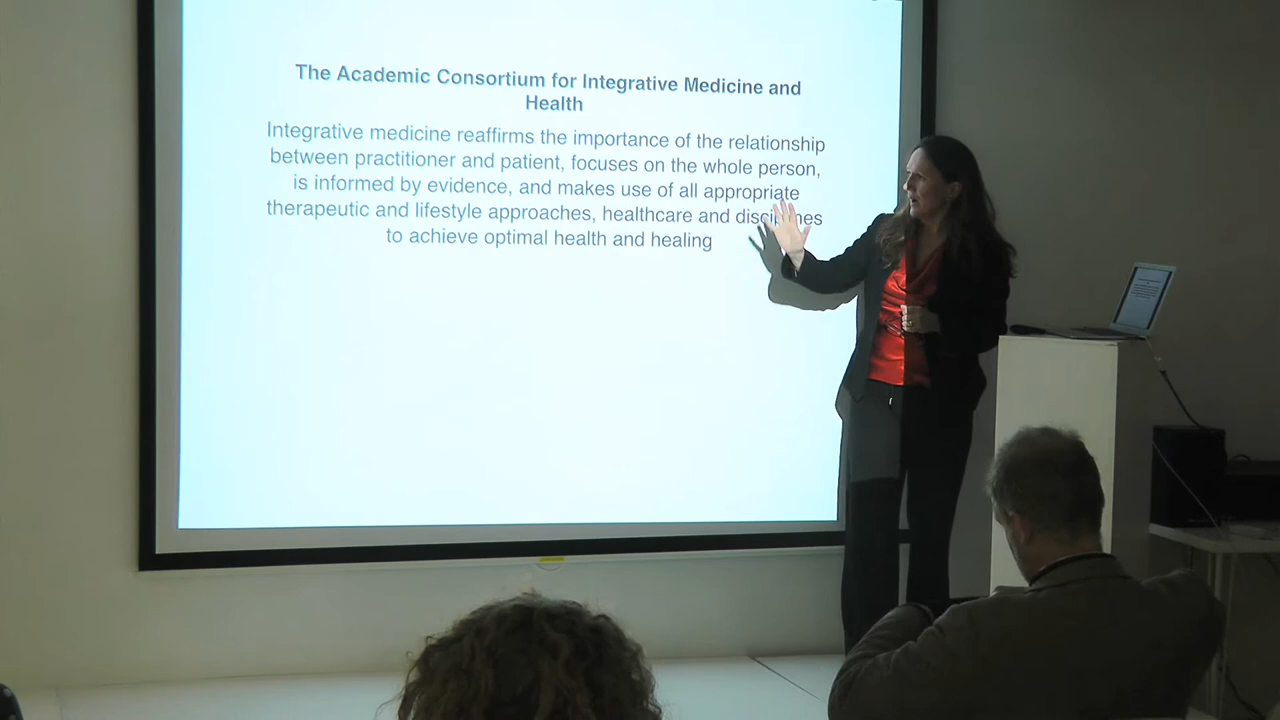 The Academic Consortium for Integrative Medicine and
Health
Integrative medicine reaffirms the importance of the relationship
between practitioner and patient, focuses on the whole person,
is informed by evidence, and makes use of all appropriate
therapeutic and lifestyle approaches, healthcare and disciplines
to achieve optimal health and healing